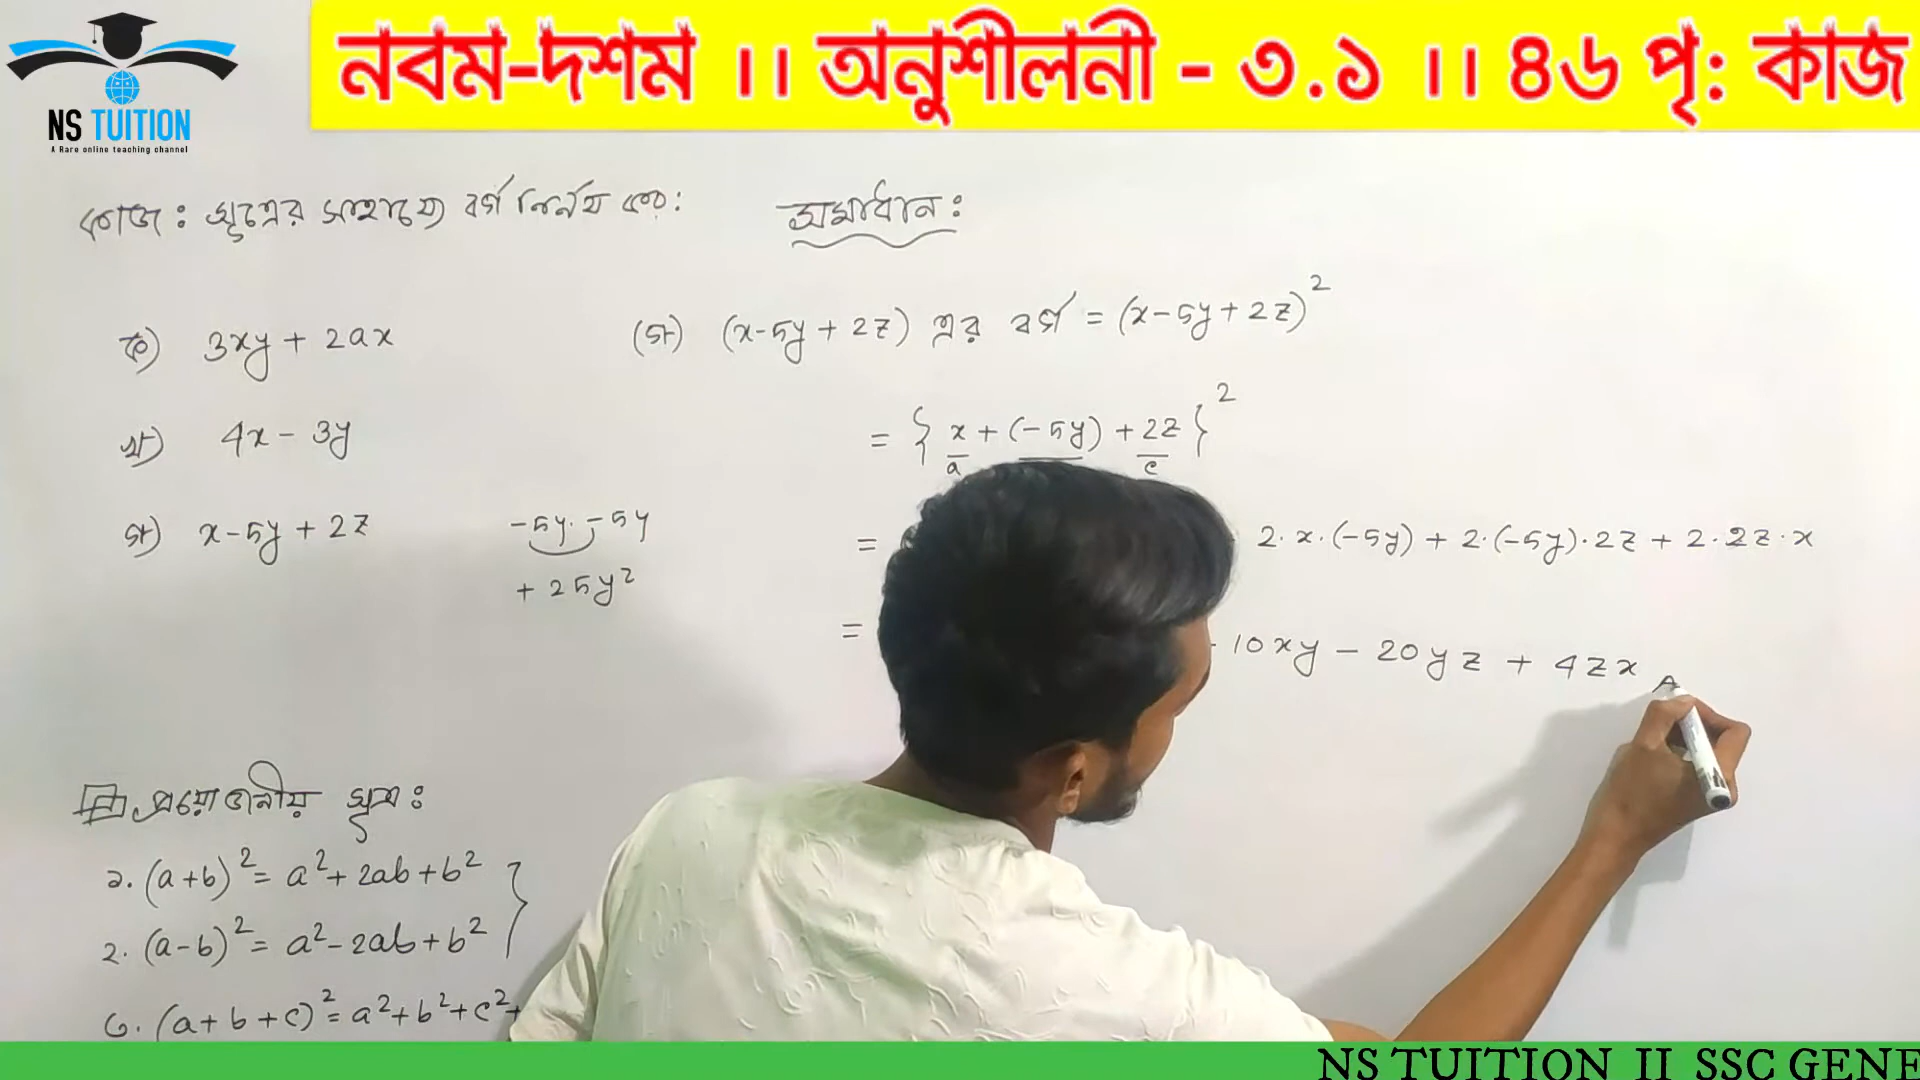 নবম-দশম ।। অনুশীলনী - ৩.১ ।। ৪৬ পৃ: কাজ
NS TUITION
A Rare online teaching channel
কাজ : সূত্রের সাহায্যে বর্গ নির্নয় কর :
সমাধান :
ক) 3xy + 2ax
খ) 4x - 3y
গ) x - 5y + 2z
-5y. -5y
+ 25y²
(গ) (x-5y + 2z) এর বর্গ = (x-5y+2z)²
= { x + (-5y) + 2z }²
a c
= 2. x. (-5y) + 2. (-5y). 2z + 2. 2z. x
= - 10xy - 20yz + 4zx
প্রয়োজনীয় সূত্র :
১. (a+b)² = a² + 2ab + b²
২. (a-b)² = a² - 2ab + b² }
৩. (a+b+c)² = a² + b² + c² +
NS TUITION II SSC GENE